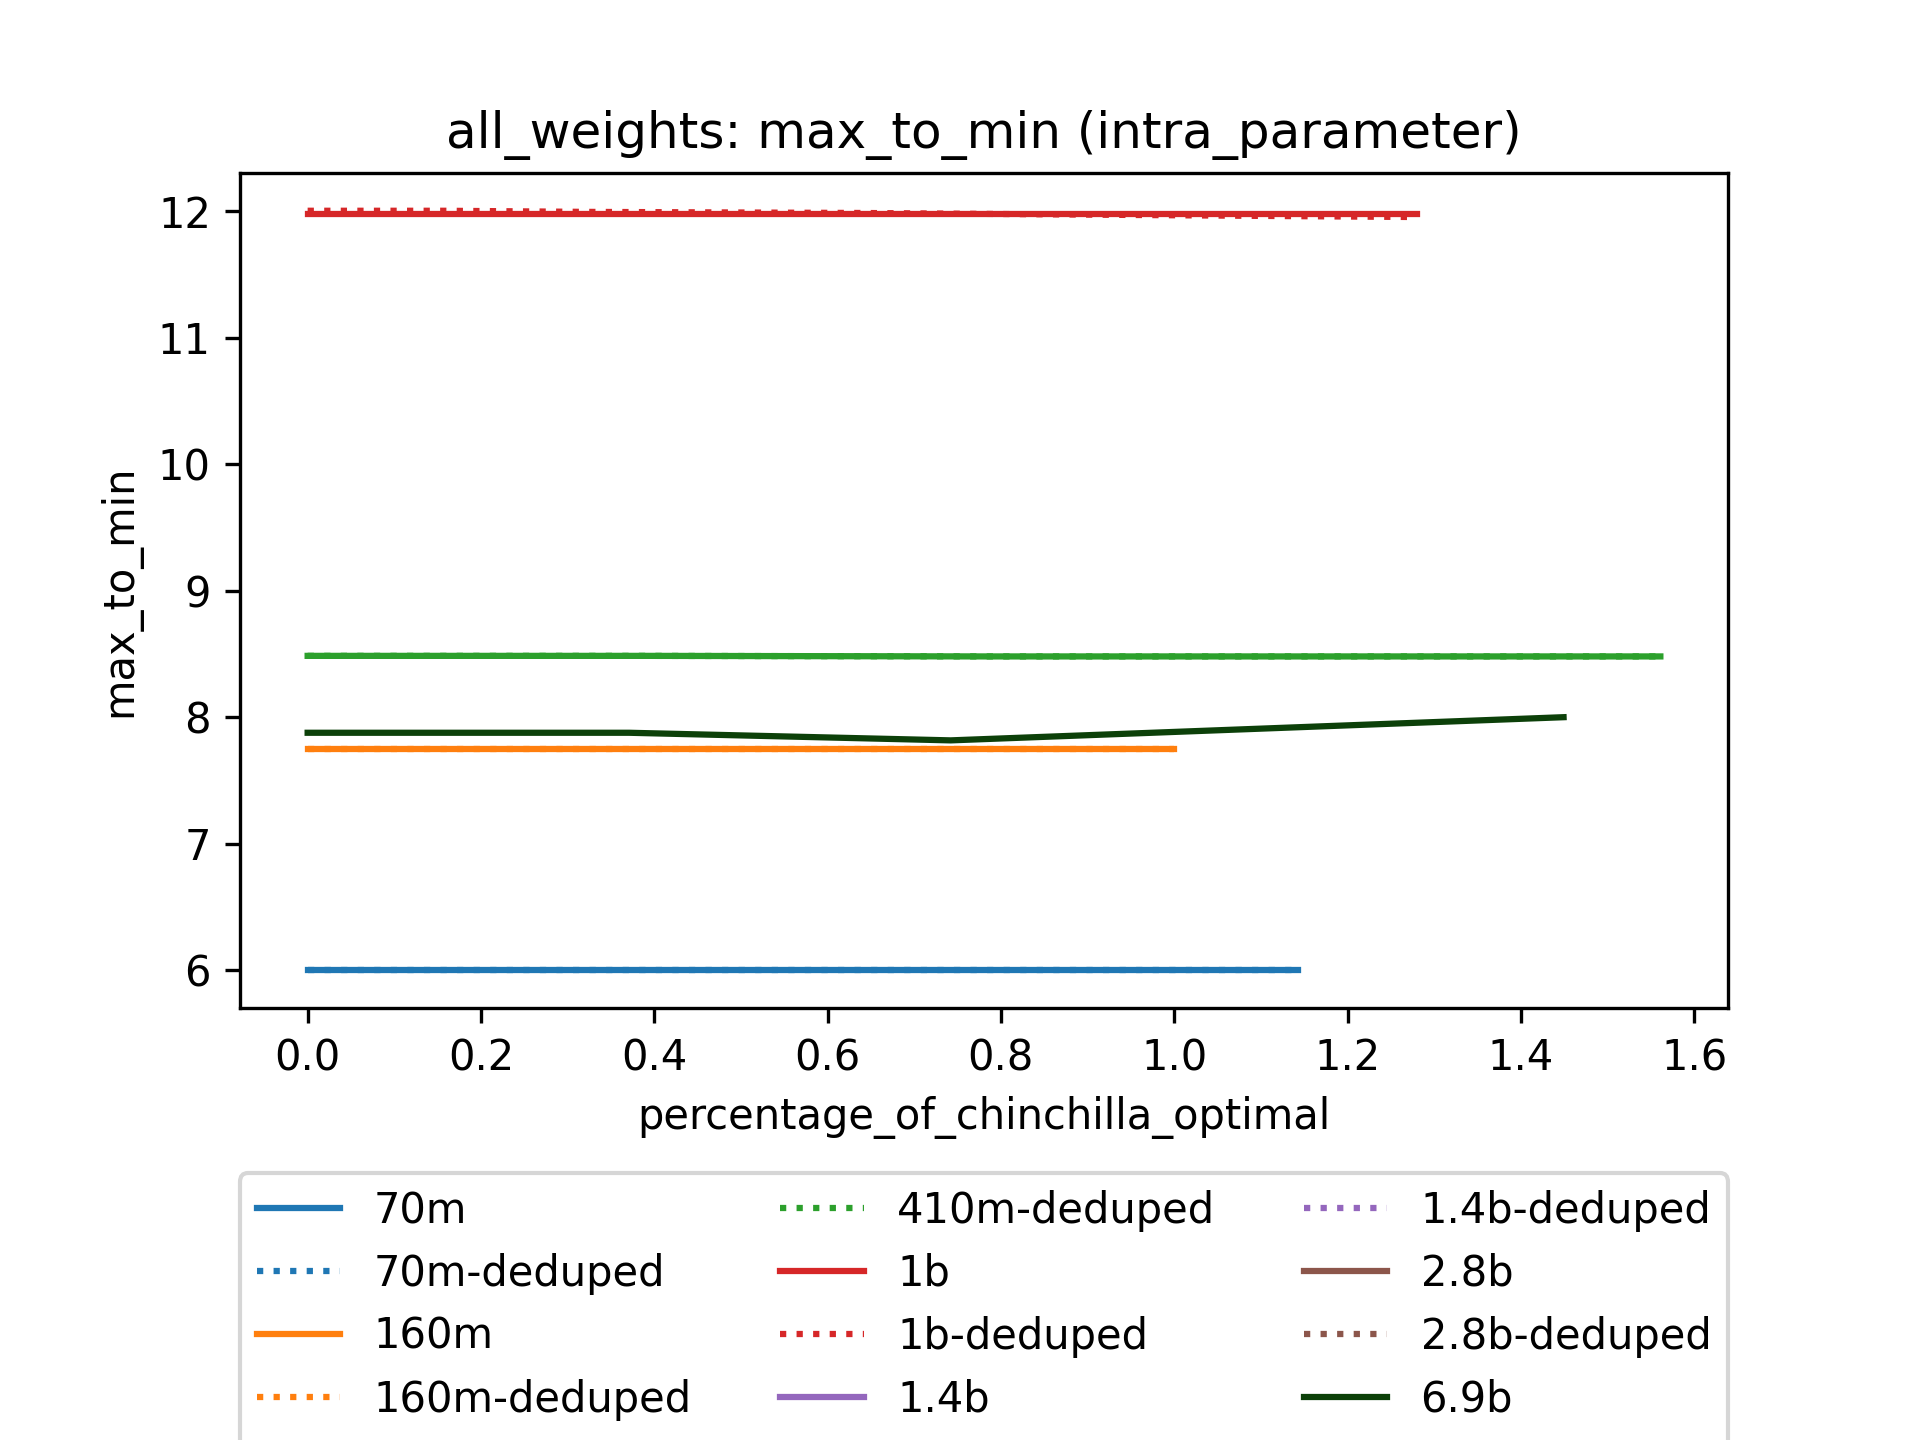 all_weights: max_to_min (intra_parameter)
max_to_min
12
11
10
9
8
7
6
0.0 0.2 0.4 0.6 0.8 1.0 1.2 1.4 1.6
percentage_of_chinchilla_optimal
70m
70m-deduped
160m
160m-deduped
410m-deduped
1b
1b-deduped
1.4b
1.4b-deduped
2.8b
2.8b-deduped
6.9b